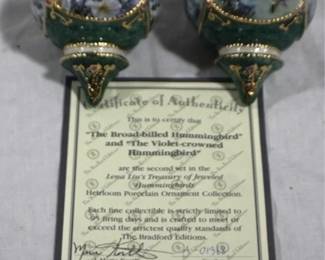 Certificate of Authenticity
This is to certify that
"The Broad-billed Hummingbird"
and "The Violet-crowned
Hummingbird"
are the second set in the
Lena Liu's Treasury of Jeweled
Hummingbirds
Heirloom Porcelain Ornament Collection.
Each fine collectible is strictly limited to
95 firing days and is crafted to meet or
exceed the strictest quality standards of
The Bradford Editions.